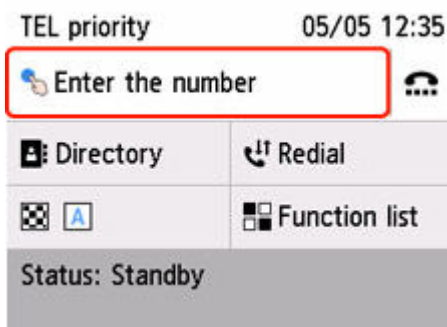 TEL priority 05/05 12:35
Enter the number
Directory Redial
A Function list
Status: Standby